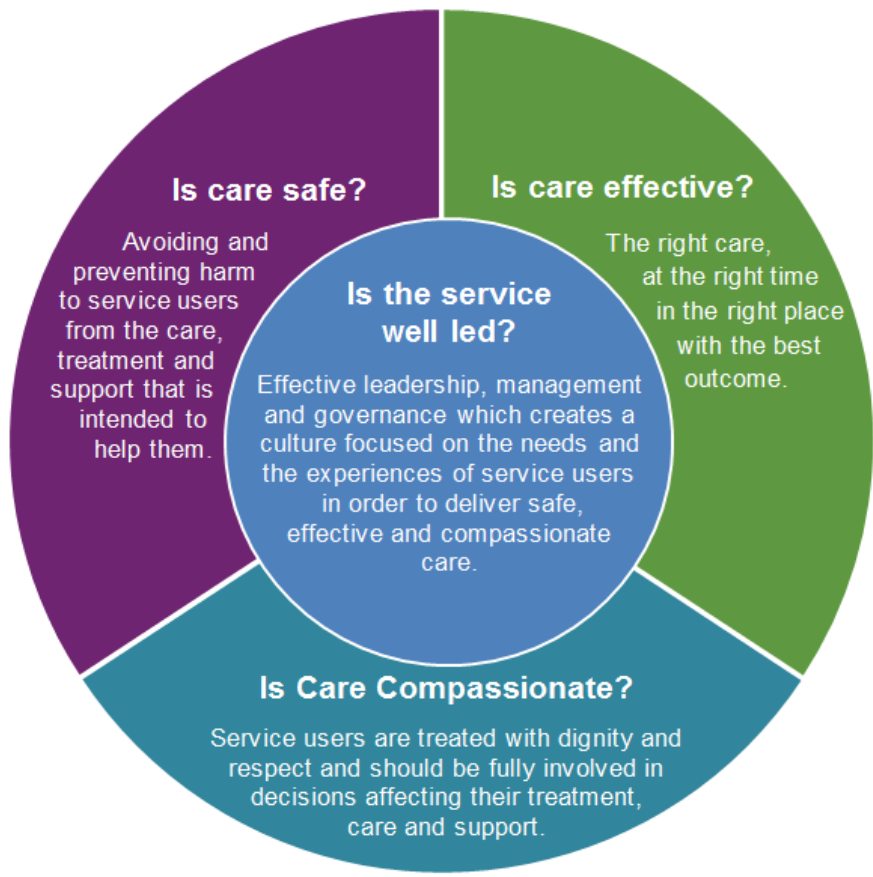 Is care safe?
Avoiding and
preventing harm
to service users
from the care,
treatment and
support that is
intended to
help them.
Is care effective?
The right care,
at the right time
in the right place
with the best
outcome.
Is the service
well led?
Effective leadership, management
and governance which creates a
culture focused on the needs and
the experiences of service users
in order to deliver safe,
effective and compassionate
care.
Is Care Compassionate?
Service users are treated with dignity and
respect and should be fully involved in
decisions affecting their treatment,
care and support.